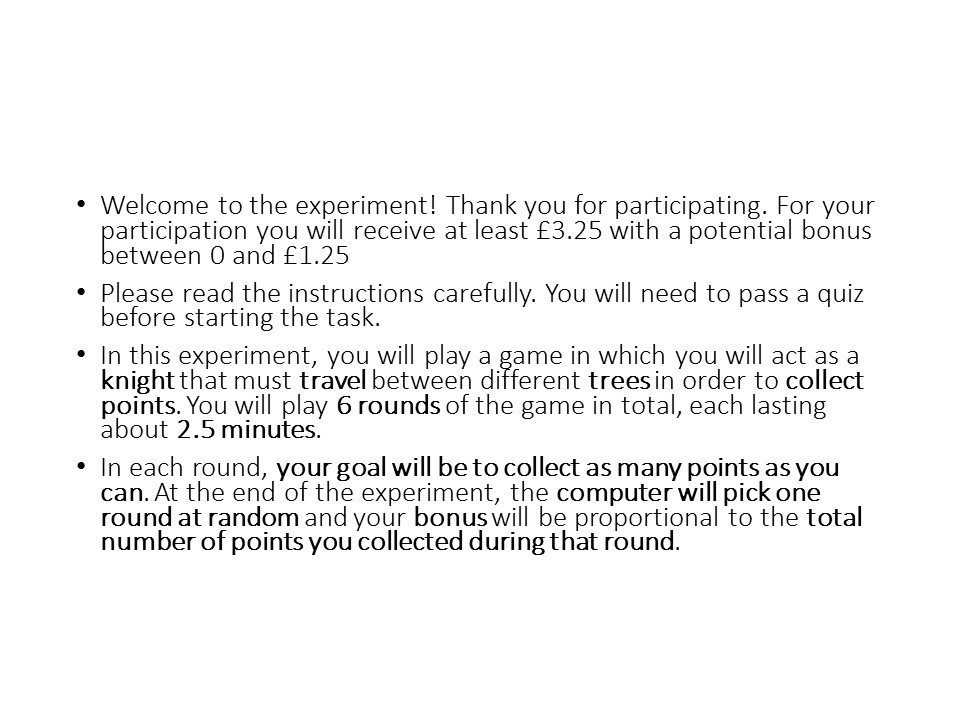 • Welcome to the experiment! Thank you for participating. For your
participation you will receive at least £3.25 with a potential bonus
between 0 and £1.25
• Please read the instructions carefully. You will need to pass a quiz
before starting the task.
• In this experiment, you will play a game in which you will act as a
knight that must travel between different trees in order to collect
points. You will play 6 rounds of the game in total, each lasting
about 2.5 minutes.
• In each round, your goal will be to collect as many points as you
can. At the end of the experiment, the computer will pick one
round at random and your bonus will be proportional to the total
number of points you collected during that round.